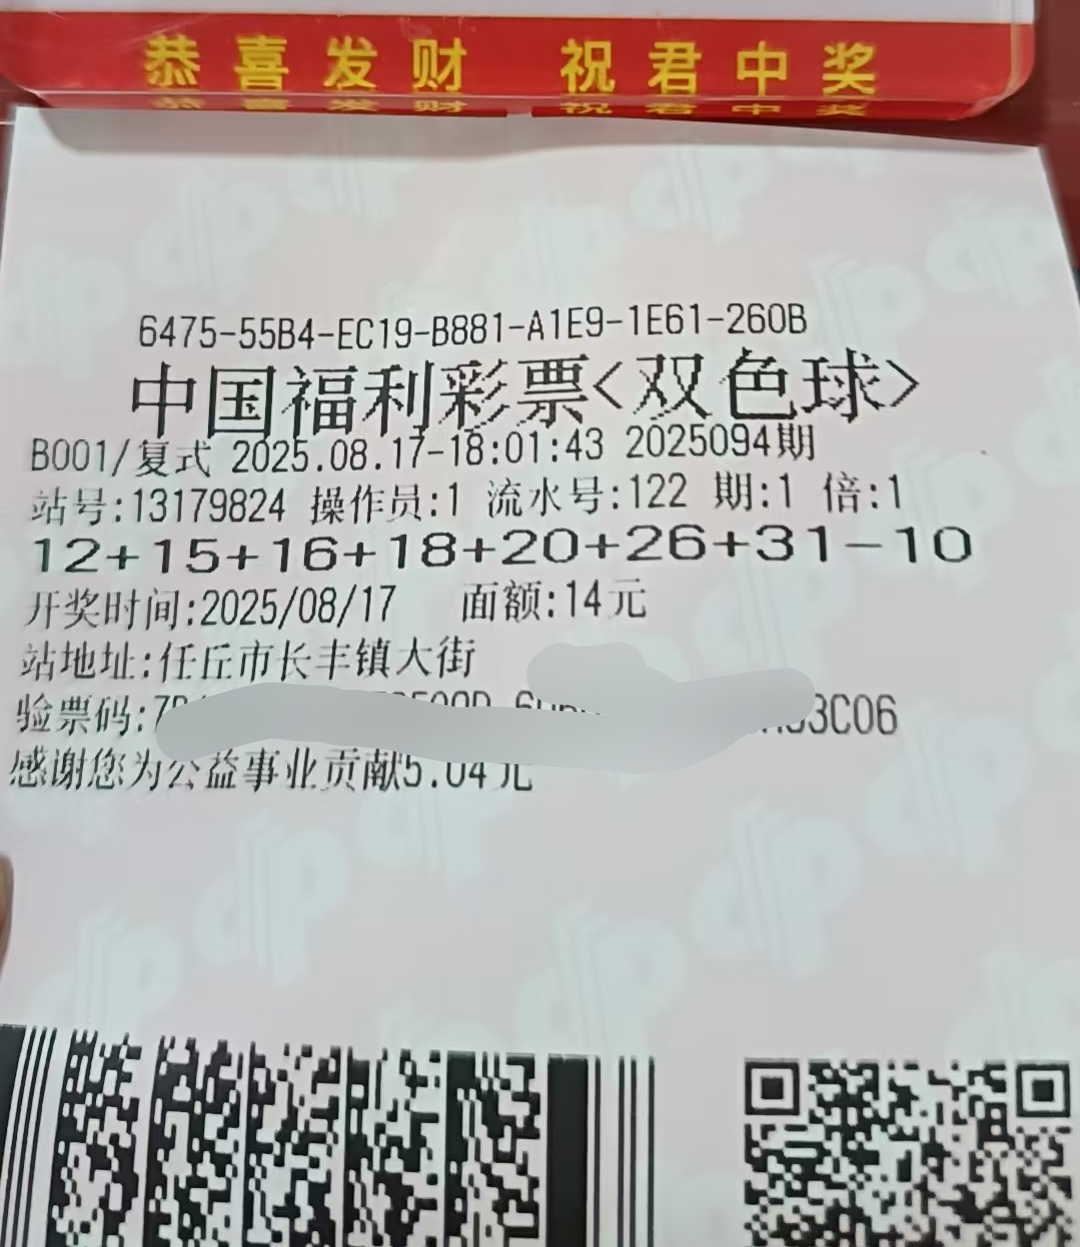 恭喜发财 祝君中奖
6475-55B4-EC19-B881-A1E9-1E61-260B
中国福利彩票<双色球>
B001/复式 2025.08.17-18:01:43 2025094期
站号:13179824 操作员:1 流水号:122 期:1 倍:1
12+15+16+18+20+26+31-10
开奖时间:2025/08/17 面额:14元
站地址:任丘市长丰镇大街
验票码: 3C06
感谢您为公益事业贡献5.04元